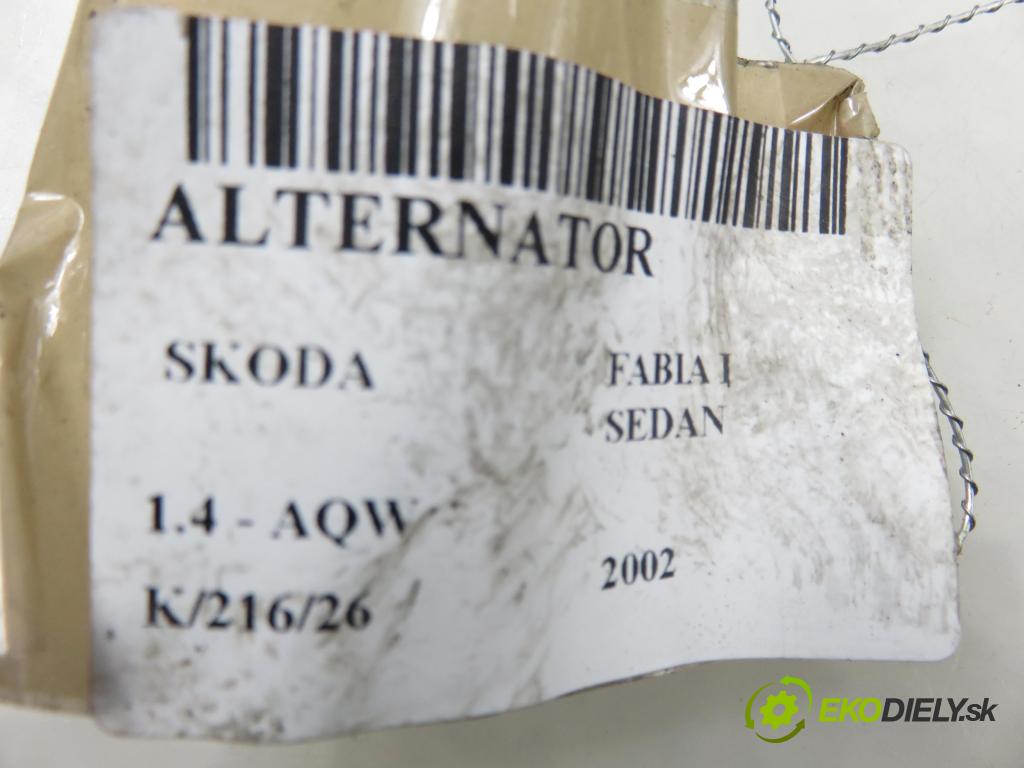 ALTERNATOR
SKODA FABIA I
SEDAN
1.4 - AQW
2002
K/216/26
EKODIELY.sk